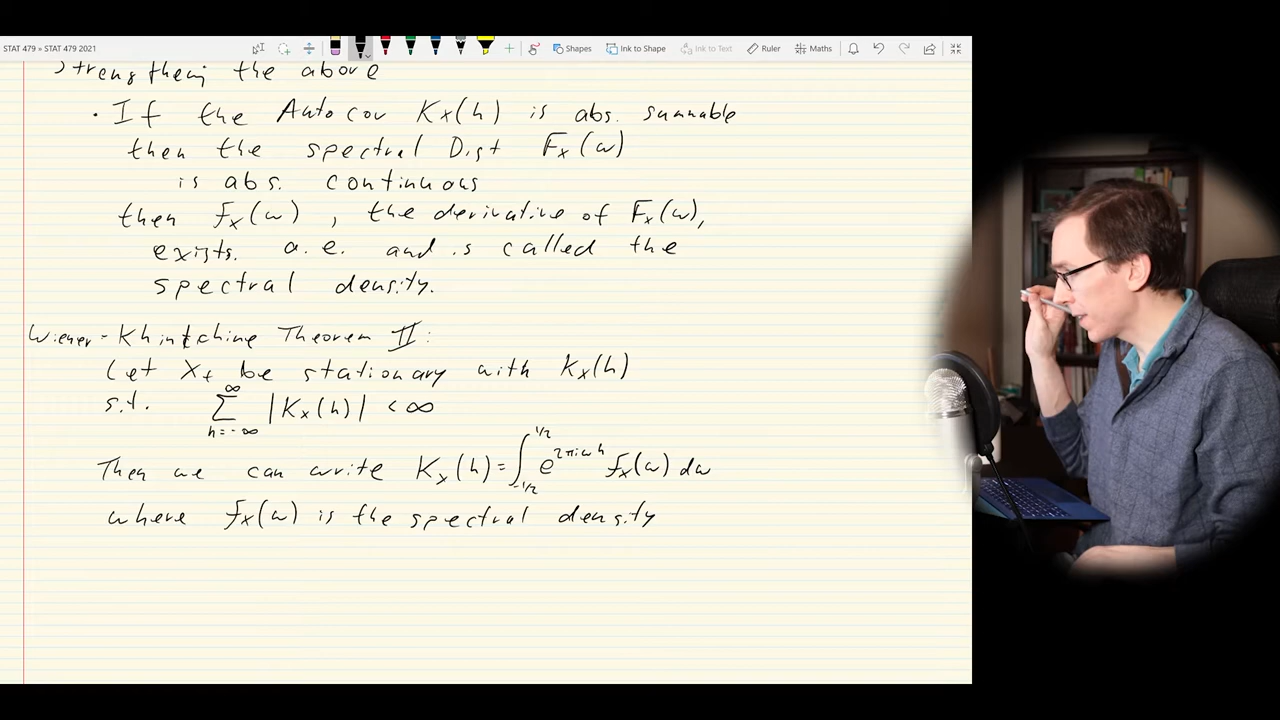 STAT 479 » STAT 479 2021
Shapes Ink to Shape Ink to Text Ruler Maths
Strengthening the above
· If the Autocov Kx(h) is abs. summable
then the spectral Dist Fx(ω)
is abs. continuous
then fx(ω), the derivative of Fx(ω),
exists. a.e. and is called the
spectral density.
Wiener-Khintchine Theorem II:
Let Xt be stationary with Kx(h)
s.t. ∑_{h=-∞}^{∞} |Kx(h)| < ∞
Then we can write Kx(h) = ∫_{-1/2}^{1/2} e^{2πiωh} fx(ω) dω
where fx(ω) is the spectral density